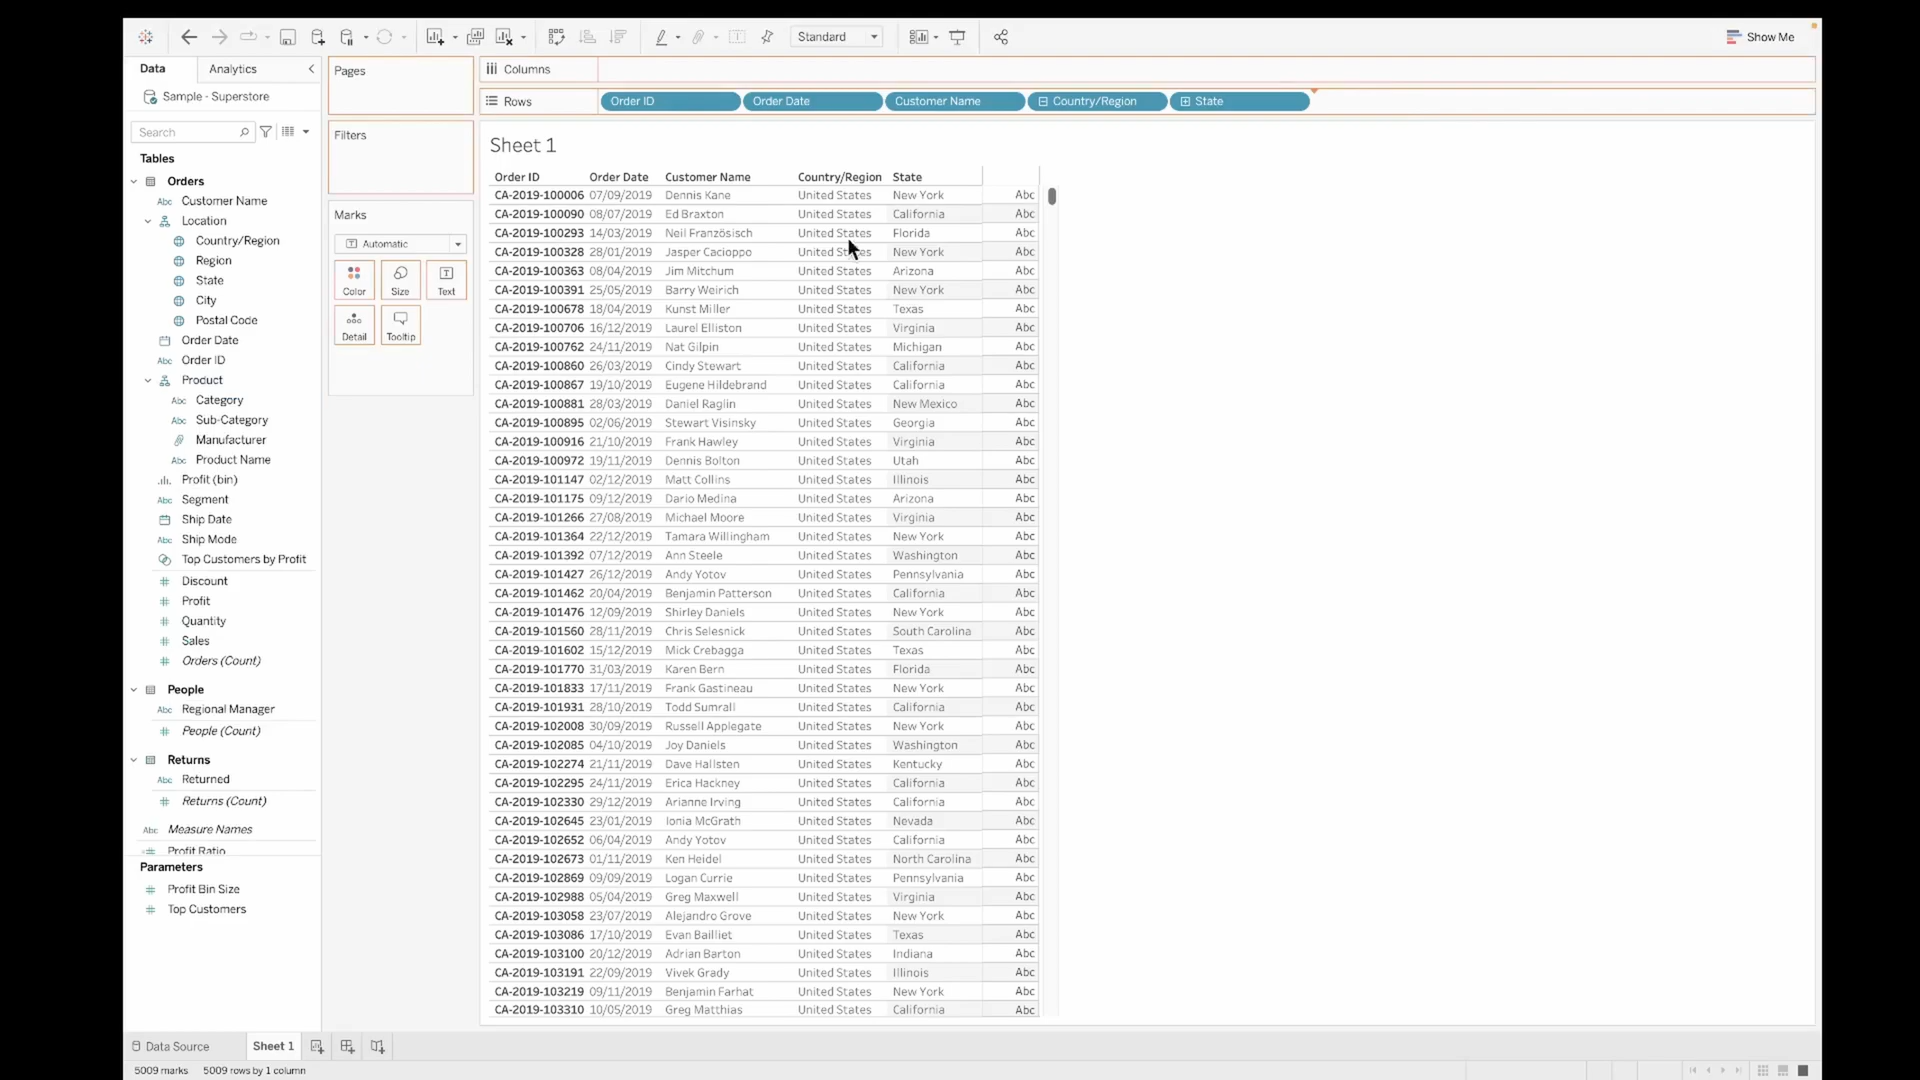 Standard
Show Me
Data
Analytics
Sample - Superstore
Search
Tables
Orders
Abc Customer Name
Location
Country/Region
Region
State
City
Postal Code
Order Date
Abc Order ID
Product
Abc Category
Abc Sub-Category
Manufacturer
Abc Product Name
Profit (bin)
Abc Segment
Ship Date
Abc Ship Mode
Top Customers by Profit
# Discount
# Profit
# Quantity
# Sales
# Orders (Count)
People
Abc Regional Manager
# People (Count)
Returns
Abc Returned
# Returns (Count)
Abc Measure Names
Profit Ratio
Parameters
# Profit Bin Size
# Top Customers
Pages
Filters
Marks
Automatic
Color Size Text
Detail Tooltip
Columns
Rows Order ID Order Date Customer Name Country/Region State
Sheet 1
Order ID Order Date Customer Name Country/Region State
CA-2019-100006 07/09/2019 Dennis Kane United States New York Abc
CA-2019-100090 08/07/2019 Ed Braxton United States California Abc
CA-2019-100293 14/03/2019 Neil Französisch United States Florida Abc
CA-2019-100328 28/01/2019 Jasper Cacioppo United States New York Abc
CA-2019-100363 08/04/2019 Jim Mitchum United States Arizona Abc
CA-2019-100391 25/05/2019 Barry Weirich United States New York Abc
CA-2019-100678 18/04/2019 Kunst Miller United States Texas Abc
CA-2019-100706 16/12/2019 Laurel Elliston United States Virginia Abc
CA-2019-100762 24/11/2019 Nat Gilpin United States Michigan Abc
CA-2019-100860 26/03/2019 Cindy Stewart United States California Abc
CA-2019-100867 19/10/2019 Eugene Hildebrand United States California Abc
CA-2019-100881 28/03/2019 Daniel Raglin United States New Mexico Abc
CA-2019-100895 02/06/2019 Stewart Visinsky United States Georgia Abc
CA-2019-100916 21/10/2019 Frank Hawley United States Virginia Abc
CA-2019-100972 19/11/2019 Dennis Bolton United States Utah Abc
CA-2019-101147 02/12/2019 Matt Collins United States Illinois Abc
CA-2019-101175 09/12/2019 Dario Medina United States Arizona Abc
CA-2019-101266 27/08/2019 Michael Moore United States Virginia Abc
CA-2019-101364 22/12/2019 Tamara Willingham United States New York Abc
CA-2019-101392 07/12/2019 Ann Steele United States Washington Abc
CA-2019-101427 26/12/2019 Andy Yotov United States Pennsylvania Abc
CA-2019-101462 20/04/2019 Benjamin Patterson United States California Abc
CA-2019-101476 12/09/2019 Shirley Daniels United States New York Abc
CA-2019-101560 28/11/2019 Chris Selesnick United States South Carolina Abc
CA-2019-101602 15/12/2019 Mick Crebagga United States Texas Abc
CA-2019-101770 31/03/2019 Karen Bern United States Florida Abc
CA-2019-101833 17/11/2019 Frank Gastineau United States New York Abc
CA-2019-101931 28/10/2019 Todd Sumrall United States California Abc
CA-2019-102008 30/09/2019 Russell Applegate United States New York Abc
CA-2019-102085 04/10/2019 Joy Daniels United States Washington Abc
CA-2019-102274 21/11/2019 Dave Hallsten United States Kentucky Abc
CA-2019-102295 24/11/2019 Erica Hackney United States California Abc
CA-2019-102330 29/12/2019 Arianne Irving United States California Abc
CA-2019-102645 23/01/2019 Ionia McGrath United States Nevada Abc
CA-2019-102652 06/04/2019 Andy Yotov United States California Abc
CA-2019-102673 01/11/2019 Ken Heidel United States North Carolina Abc
CA-2019-102869 09/09/2019 Logan Currie United States Pennsylvania Abc
CA-2019-102988 05/04/2019 Greg Maxwell United States Virginia Abc
CA-2019-103058 23/07/2019 Alejandro Grove United States New York Abc
CA-2019-103086 17/10/2019 Evan Bailliet United States Texas Abc
CA-2019-103100 20/12/2019 Adrian Barton United States Indiana Abc
CA-2019-103191 22/09/2019 Vivek Grady United States Illinois Abc
CA-2019-103219 09/11/2019 Benjamin Farhat United States New York Abc
CA-2019-103310 10/05/2019 Greg Matthias United States California Abc
Data Source
Sheet 1
5009 marks 5009 rows by 1 column